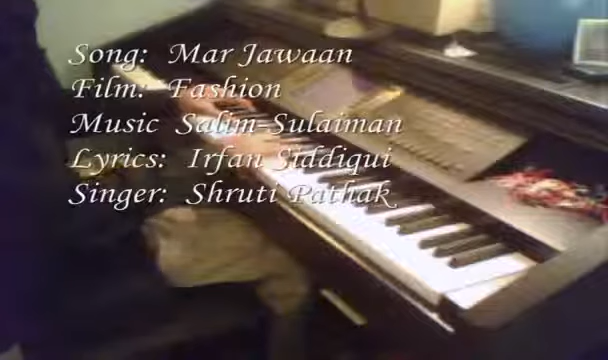 Song: Mar Jawaan
Film: Fashion
Music Salim-Sulaiman
Lyrics: Irfan Siddiqui
Singer: Shruti Pathak